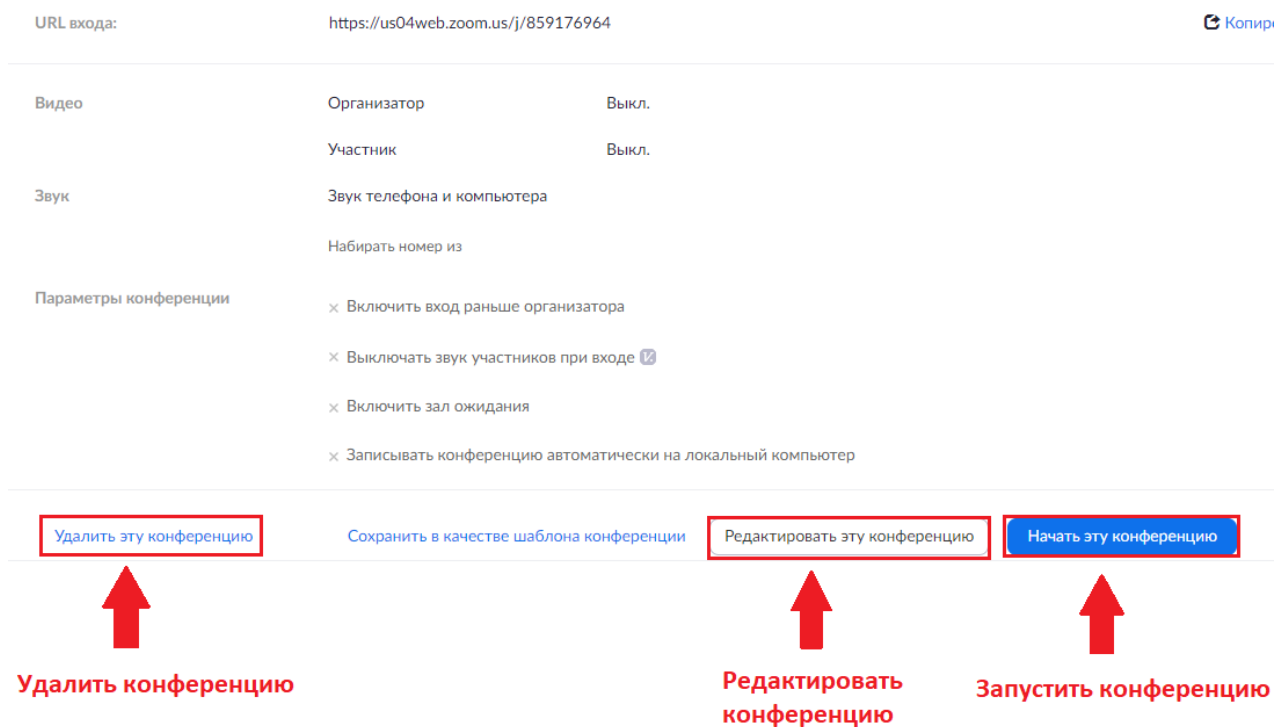 URL входа: https://us04web.zoom.us/j/859176964
Видео Организатор Выкл.
Участник Выкл.
Звук Звук телефона и компьютера
Набирать номер из
Параметры конференции × Включить вход раньше организатора
× Выключать звук участников при входе
× Включить зал ожидания
× Записывать конференцию автоматически на локальный компьютер
Удалить эту конференцию Сохранить в качестве шаблона конференции Редактировать эту конференцию Начать эту конференцию
Удалить конференцию
Редактировать
конференцию
Запустить конференцию